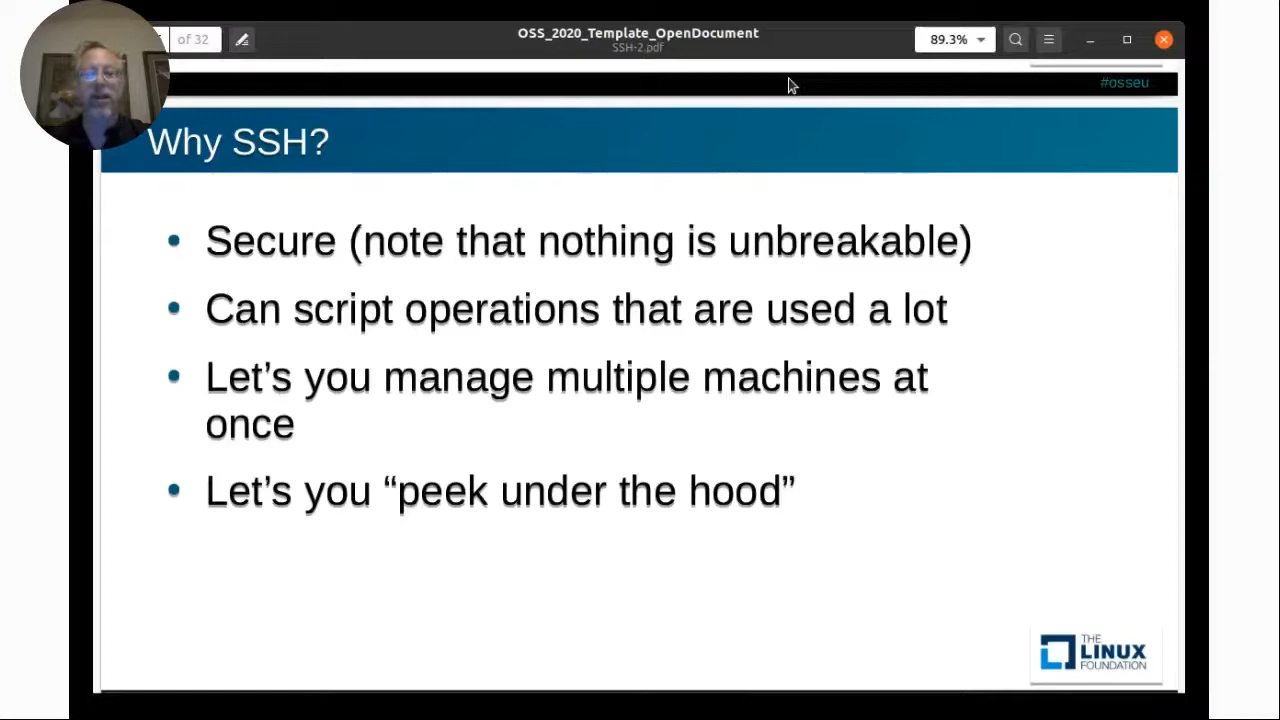 of 32
OSS_2020_Template_OpenDocument
SSH-2.pdf
89.3%
#osseu
Why SSH?
• Secure (note that nothing is unbreakable)
• Can script operations that are used a lot
• Let’s you manage multiple machines at
once
• Let’s you “peek under the hood”
THE
LINUX
FOUNDATION